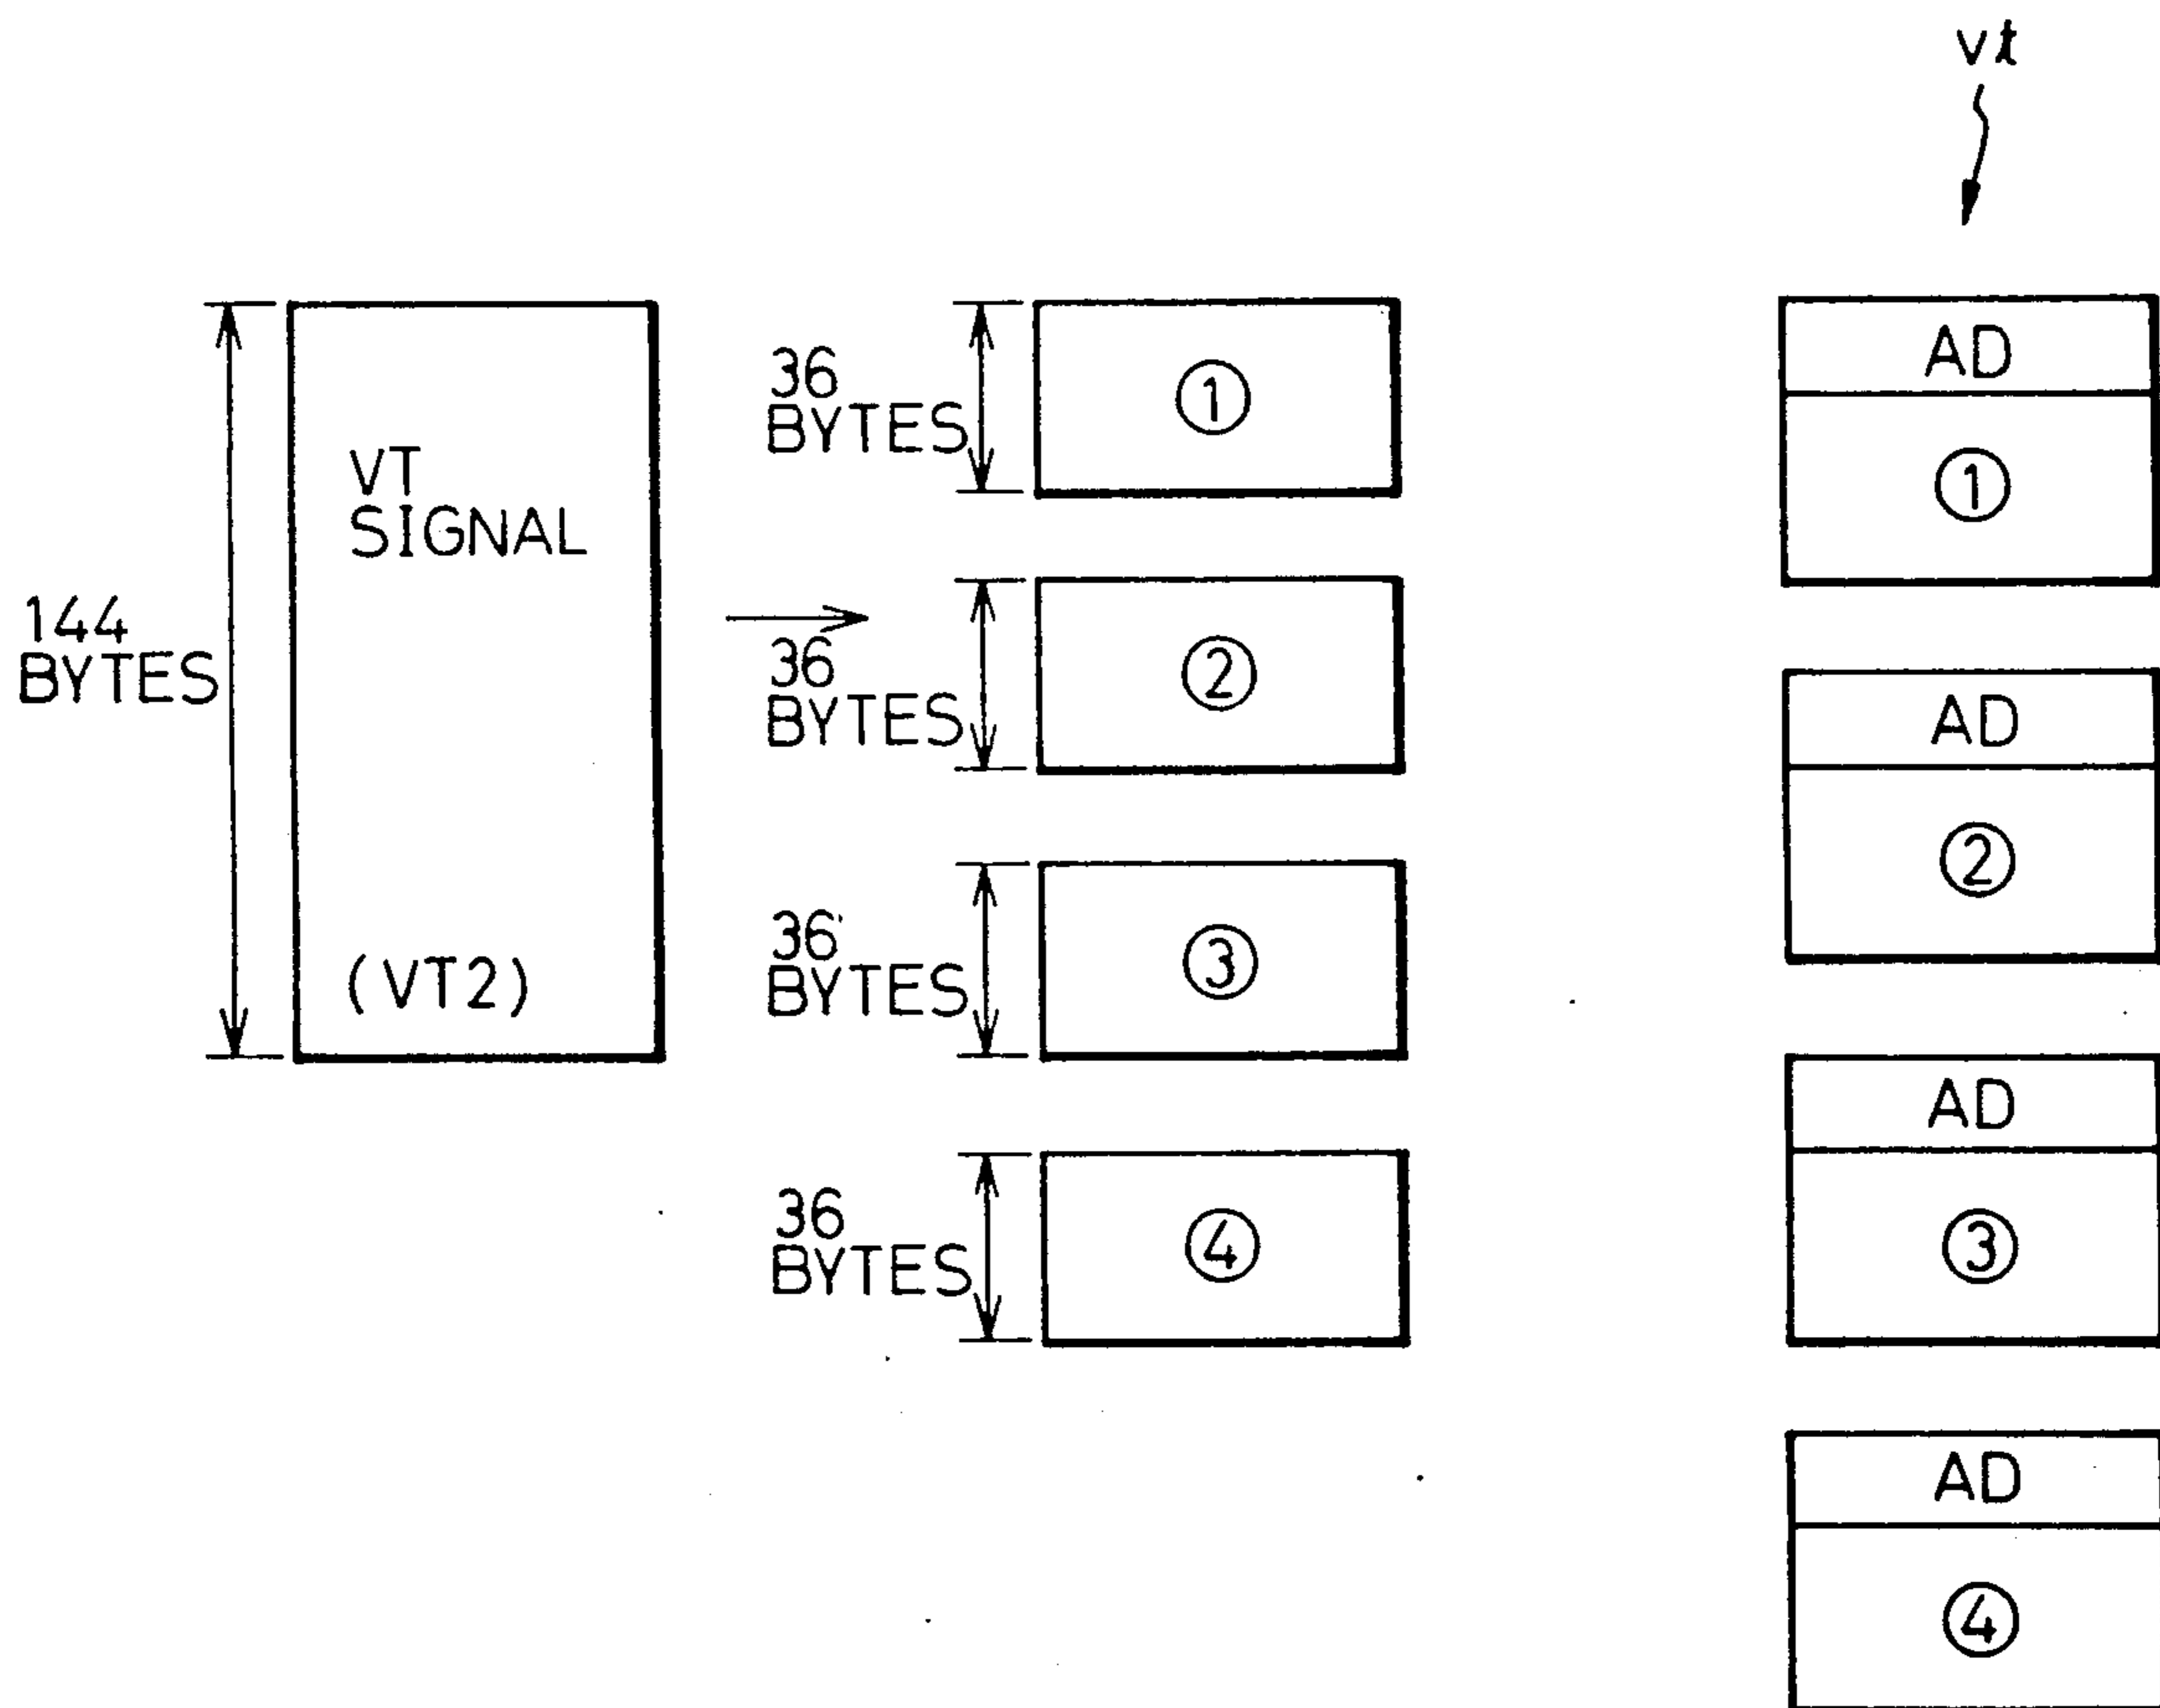 vt
144
BYTES
VT
SIGNAL
(VT2)
36
BYTES
①
36
BYTES
②
36
BYTES
③
36
BYTES
④
AD
①
AD
②
AD
③
AD
④